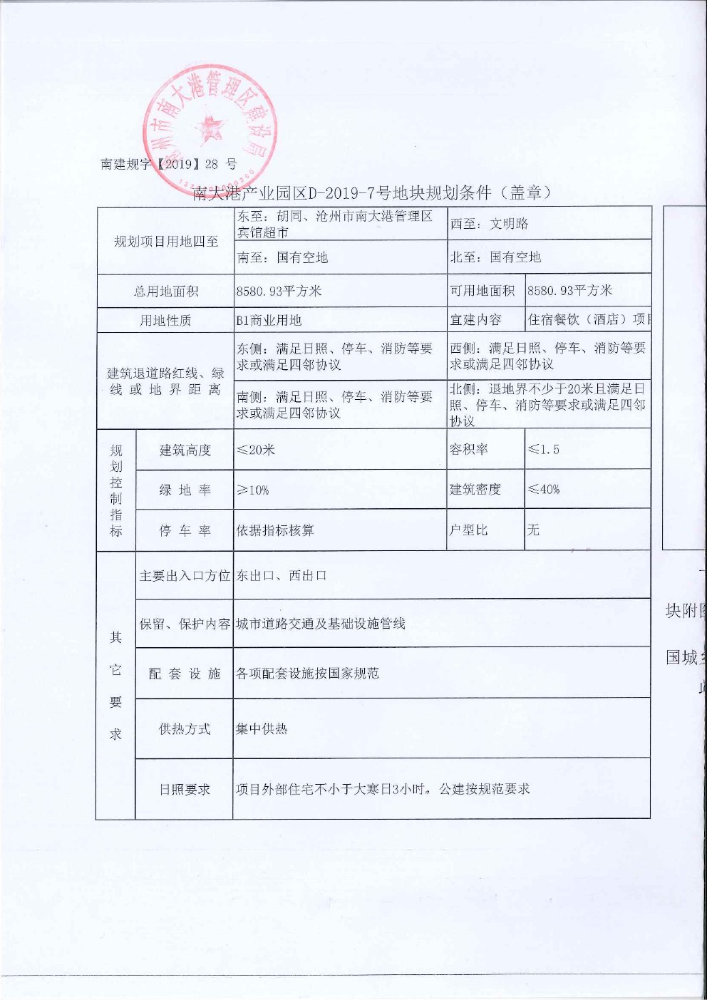 沧州市南大港管理区建设局
南建规字【2019】28 号
南大港产业园区D-2019-7号地块规划条件（盖章）
规划项目用地四至
东至：胡同、沧州市南大港管理区
宾馆超市
西至：文明路
南至：国有空地
北至：国有空地
总用地面积
8580.93平方米
可用地面积
8580.93平方米
用地性质
B1商业用地
宜建内容
住宿餐饮（酒店）项目
建筑退道路红线、绿
线或地界距离
东侧：满足日照、停车、消防等要
求或满足四邻协议
西侧：满足日照、停车、消防等要
求或满足四邻协议
南侧：满足日照、停车、消防等要
求或满足四邻协议
北侧：退地界不少于20米且满足日
照、停车、消防等要求或满足四邻
协议
规划控制指标
建筑高度
≤20米
容积率
≤1.5
绿地率
≥10%
建筑密度
≤40%
停车率
依据指标核算
户型比
无
其它要求
主要出入口方位
东出口、西出口
保留、保护内容
城市道路交通及基础设施管线
配套设施
各项配套设施按国家规范
供热方式
集中供热
日照要求
项目外部住宅不小于大寒日3小时。公建按规范要求
块附
国城